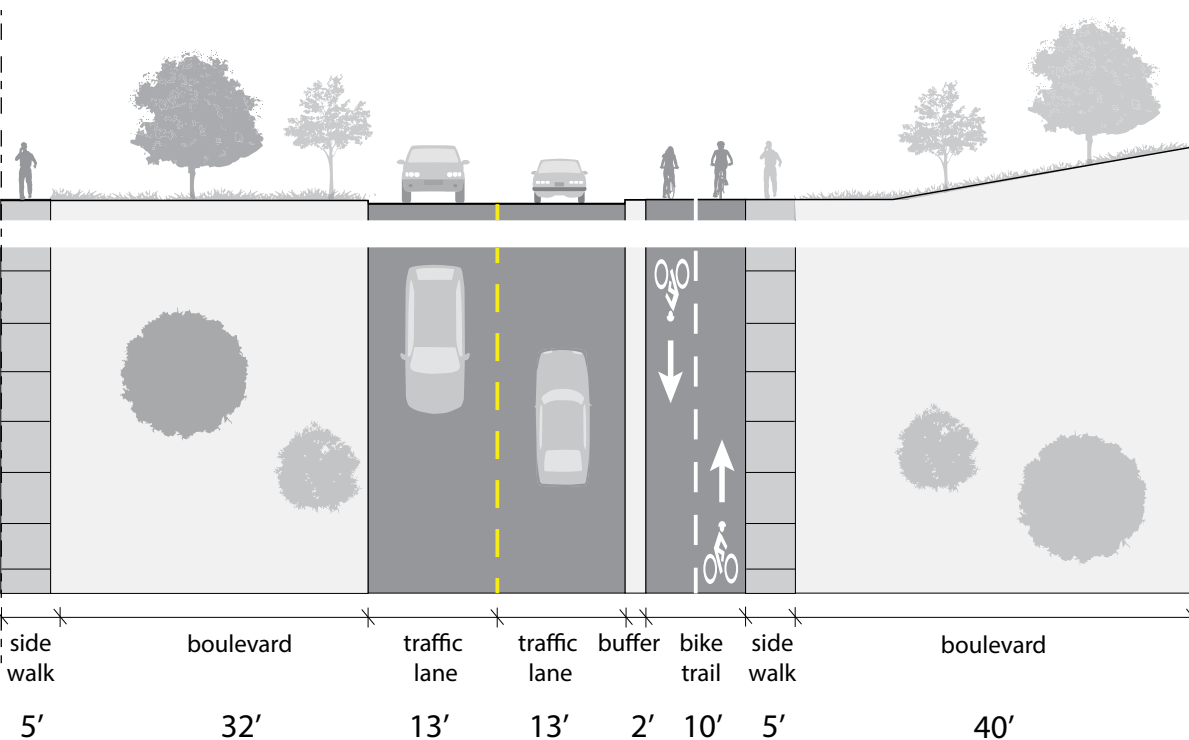 side walk
boulevard
traffic lane
traffic lane
buffer
bike trail
side walk
boulevard
5′
32′
13′
13′
2′
10′
5′
40′